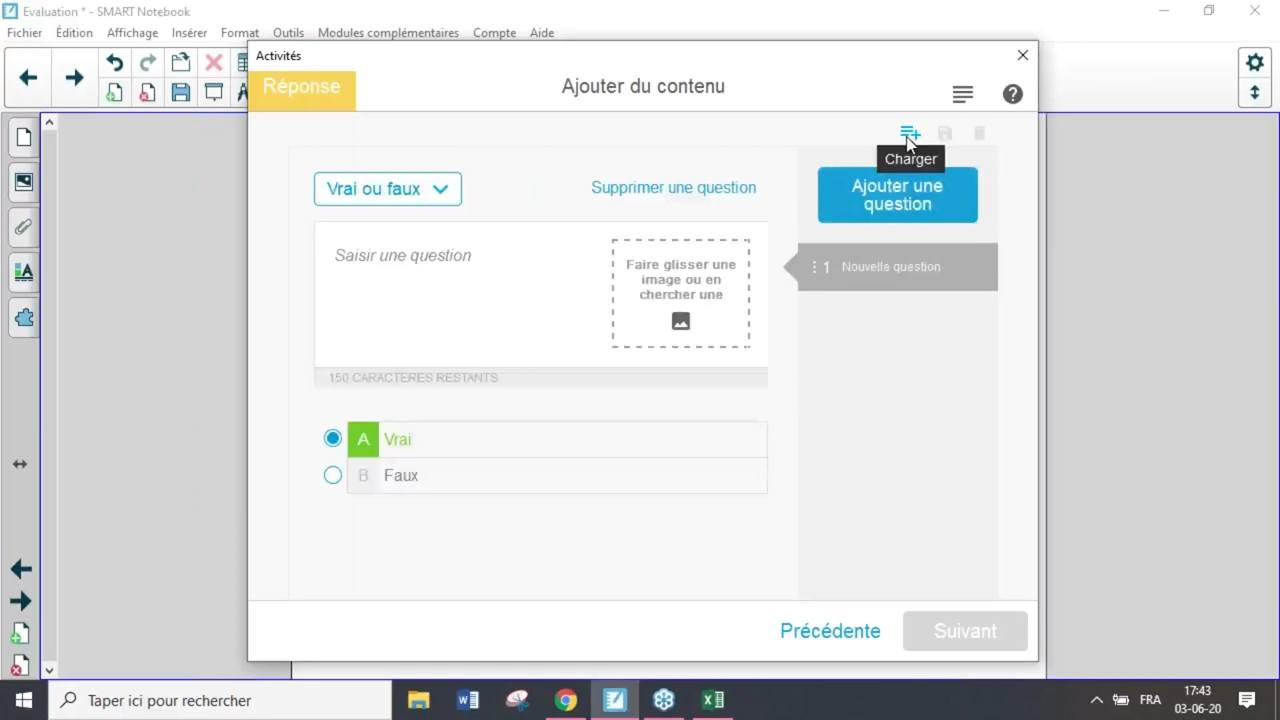 Evaluation * - SMART Notebook
Fichier Édition Affichage Insérer Format Outils Modules complémentaires Compte Aide
Activités
Réponse
Ajouter du contenu
Charger
Vrai ou faux
Supprimer une question
Ajouter une
question
Saisir une question
Faire glisser une
image ou en
chercher une
1 Nouvelle question
150 CARACTÈRES RESTANTS
A Vrai
B Faux
Précédente
Suivant
Taper ici pour rechercher
FRA
17:43
03-06-20